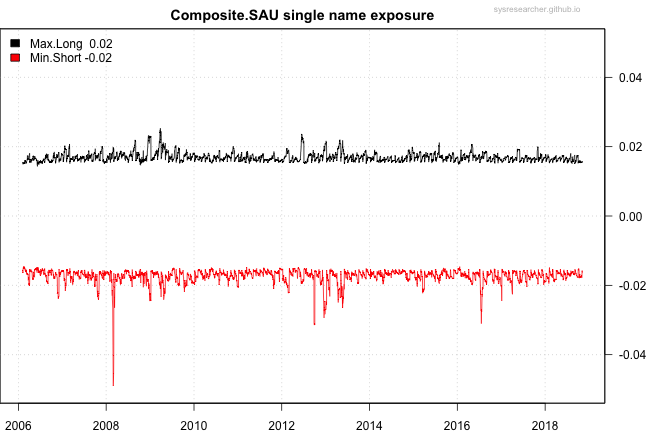 Composite.SAU single name exposure
sysresearcher.github.io
Max.Long 0.02
Min.Short -0.02
0.04
0.02
0.00
-0.02
-0.04
2006 2008 2010 2012 2014 2016 2018